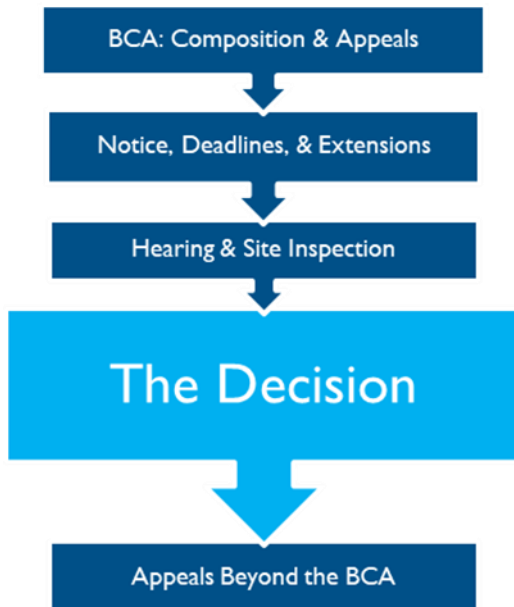 BCA: Composition & Appeals
Notice, Deadlines, & Extensions
Hearing & Site Inspection
The Decision
Appeals Beyond the BCA